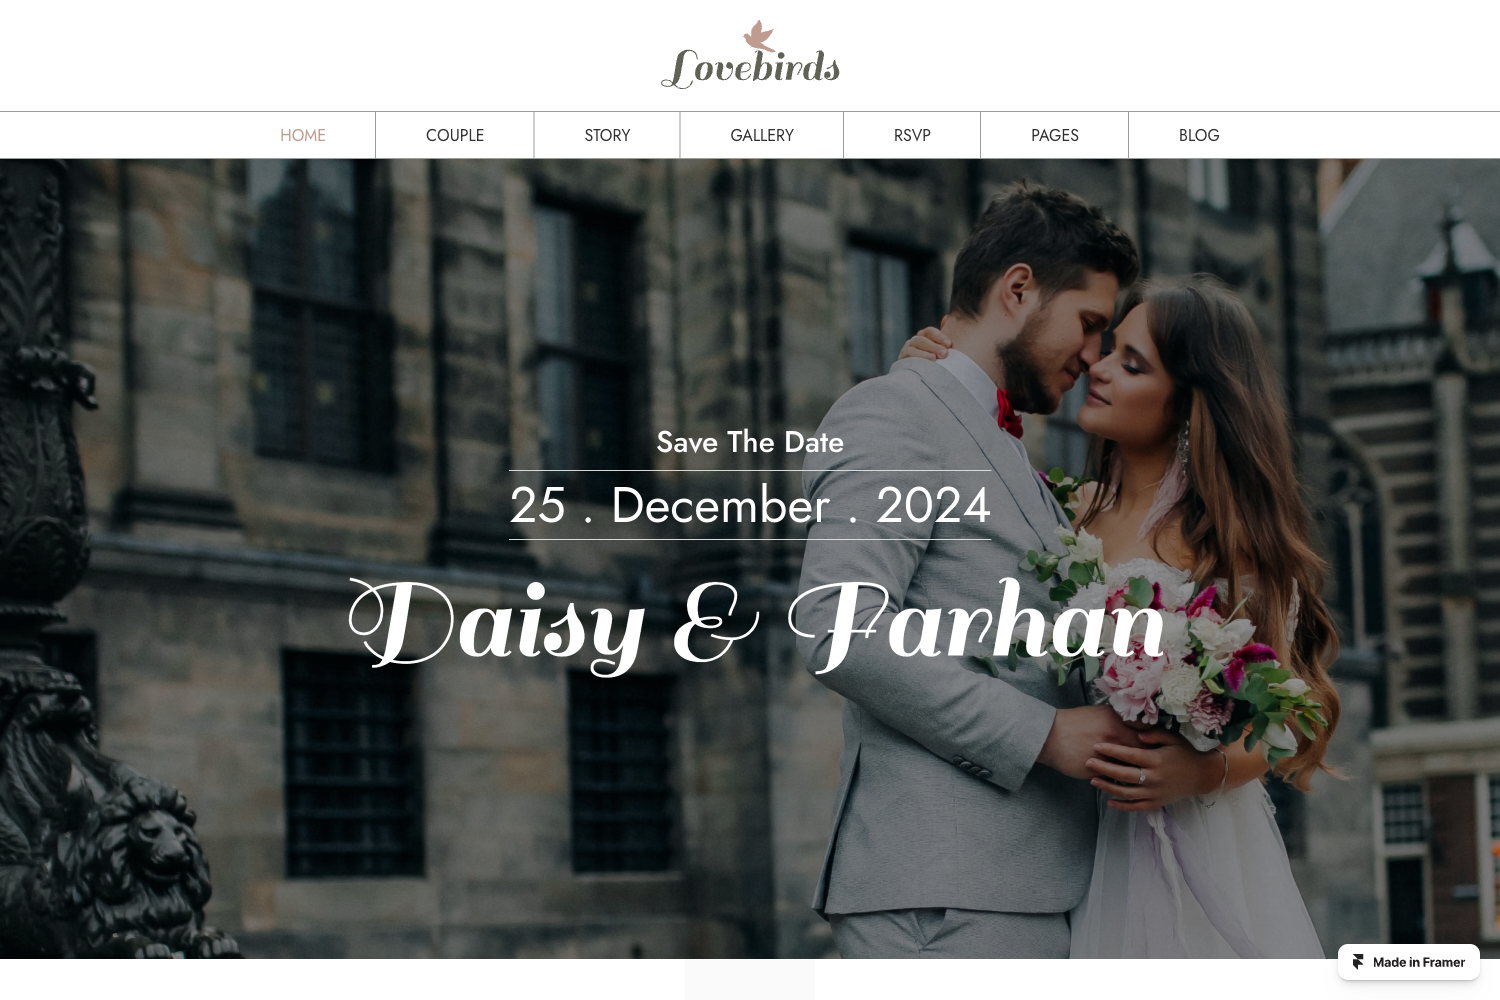 Lovebirds
HOME
COUPLE
STORY
GALLERY
RSVP
PAGES
BLOG
Save The Date
25 . December . 2024
Daisy & Farhan
Made in Framer